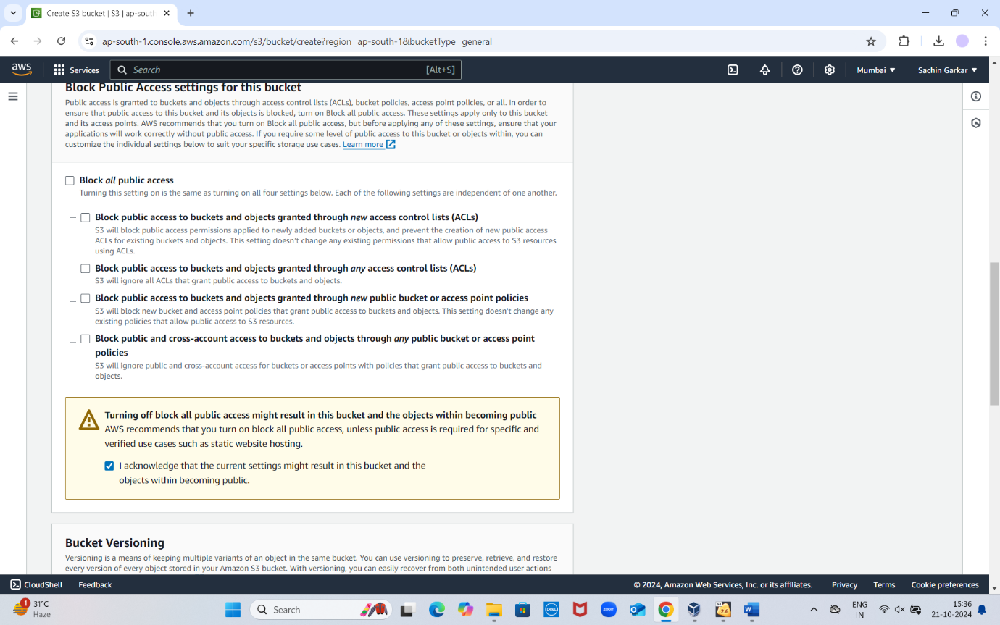 Create S3 bucket | S3 | ap-sout
ap-south-1.console.aws.amazon.com/s3/bucket/create?region=ap-south-1&bucketType=general
aws
Services
Search
[Alt+S]
Mumbai
Sachin Garkar
Block Public Access settings for this bucket
Public access is granted to buckets and objects through access control lists (ACLs), bucket policies, access point policies, or all. In order to
ensure that public access to this bucket and its objects is blocked, turn on Block all public access. These settings apply only to this bucket
and its access points. AWS recommends that you turn on Block all public access, but before applying any of these settings, ensure that your
applications will work correctly without public access. If you require some level of public access to this bucket or objects within, you can
customize the individual settings below to suit your specific storage use cases. Learn more
Block all public access
Turning this setting on is the same as turning on all four settings below. Each of the following settings are independent of one another.
Block public access to buckets and objects granted through new access control lists (ACLs)
S3 will block public access permissions applied to newly added buckets or objects, and prevent the creation of new public access
ACLs for existing buckets and objects. This setting doesn't change any existing permissions that allow public access to S3 resources
using ACLs.
Block public access to buckets and objects granted through any access control lists (ACLs)
S3 will ignore all ACLs that grant public access to buckets and objects.
Block public access to buckets and objects granted through new public bucket or access point policies
S3 will block new bucket and access point policies that grant public access to buckets and objects. This setting doesn't change any
existing policies that allow public access to S3 resources.
Block public and cross-account access to buckets and objects through any public bucket or access point
policies
S3 will ignore public and cross-account access for buckets or access points with policies that grant public access to buckets and
objects.
Turning off block all public access might result in this bucket and the objects within becoming public
AWS recommends that you turn on block all public access, unless public access is required for specific and
verified use cases such as static website hosting.
I acknowledge that the current settings might result in this bucket and the
objects within becoming public.
Bucket Versioning
Versioning is a means of keeping multiple variants of an object in the same bucket. You can use versioning to preserve, retrieve, and restore
every version of every object stored in your Amazon S3 bucket. With versioning, you can easily recover from both unintended user actions
CloudShell
Feedback
© 2024, Amazon Web Services, Inc. or its affiliates.
Privacy
Terms
Cookie preferences
1
31°C
Haze
Search
DELL
zoom
2.6
W
ENG
IN
15:36
21-10-2024